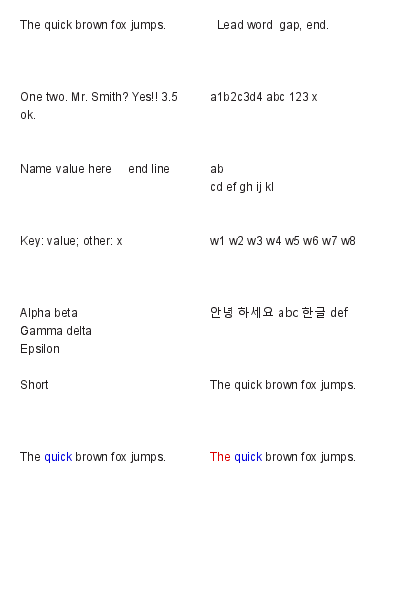 The quick brown fox jumps.
Lead word  gap, end.
One two. Mr. Smith? Yes!! 3.5
ok.
a1b2c3d4 abc 123 x
Name value here     end line
ab
cd ef gh ij kl
Key: value; other: x
w1 w2 w3 w4 w5 w6 w7 w8
Alpha beta
Gamma delta
Epsilon
안녕 하세요 abc 한글 def
Short
The quick brown fox jumps.
The quick brown fox jumps.
The quick brown fox jumps.